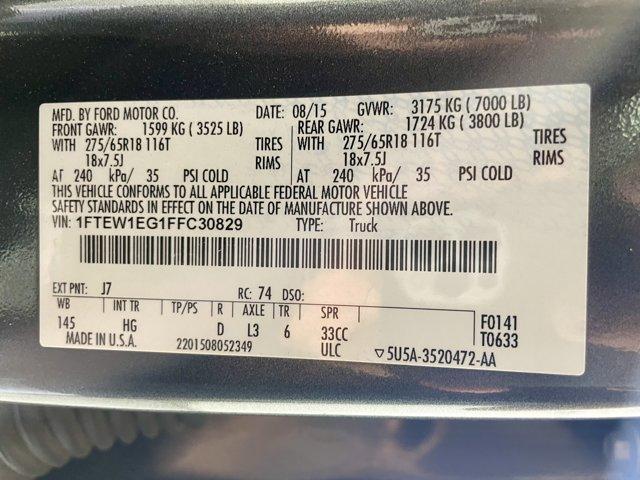 MFD. BY FORD MOTOR CO. DATE: 08/15 GVWR: 3175 KG ( 7000 LB)
FRONT GAWR: 1599 KG ( 3525 LB) REAR GAWR: 1724 KG ( 3800 LB)
WITH 275/65R18 116T TIRES WITH 275/65R18 116T TIRES
18x7.5J RIMS 18x7.5J RIMS
AT 240 kPa/ 35 PSI COLD AT 240 kPa/ 35 PSI COLD
THIS VEHICLE CONFORMS TO ALL APPLICABLE FEDERAL MOTOR VEHICLE
SAFETY STANDARDS IN EFFECT ON THE DATE OF MANUFACTURE SHOWN ABOVE.
VIN: 1FTEW1EG1FFC30829 TYPE: Truck
EXT PNT: J7 RC: 74 DSO:
WB INT TR TP/PS R AXLE TR SPR F0141
145 HG D L3 6 33CC T0633
MADE IN U.S.A. 2201508052349 ULC ▽5U5A-3520472-AA